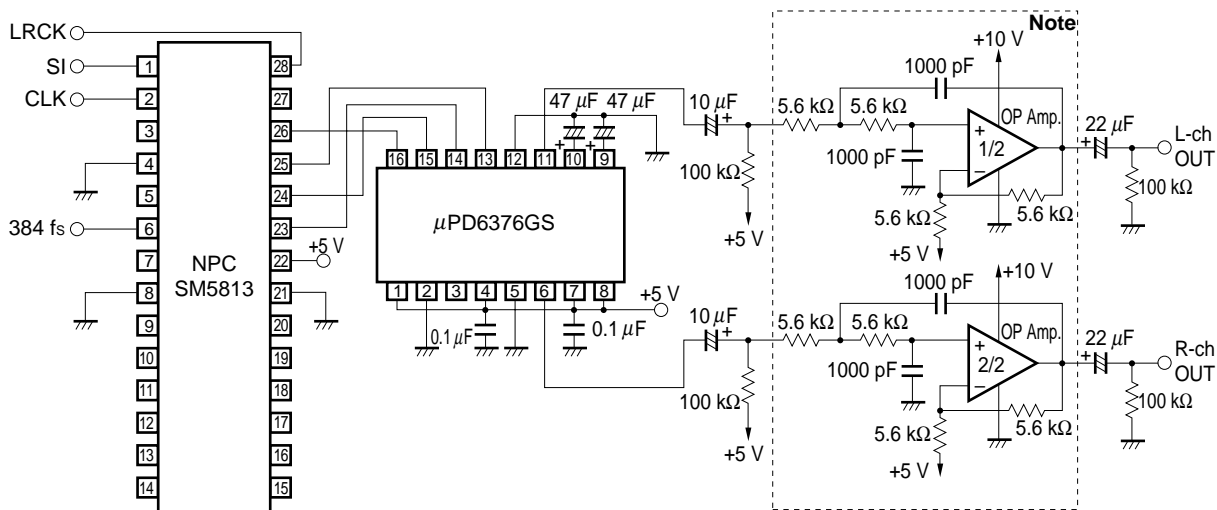 LRCK
SI
CLK
384 fs
NPC
SM5813
1
2
3
4
5
6
7
8
9
10
11
12
13
14
28
27
26
25
24
23
22
21
20
19
18
17
16
15
+5 V
47 µF 47 µF
16 15 14 13 12 11 10 9
+ +
µPD6376GS
1 2 3 4 5 6 7 8
+5 V
0.1 µF
0.1 µF
Note
10 µF
+
100 kΩ
+5 V
5.6 kΩ
5.6 kΩ
1000 pF
1000 pF
+10 V
OP Amp.
+
1/2
−
5.6 kΩ
5.6 kΩ
+5 V
22 µF
+
100 kΩ
L-ch
OUT
10 µF
+
100 kΩ
+5 V
5.6 kΩ
5.6 kΩ
1000 pF
1000 pF
+10 V
OP Amp.
+
2/2
−
5.6 kΩ
5.6 kΩ
+5 V
22 µF
+
100 kΩ
R-ch
OUT